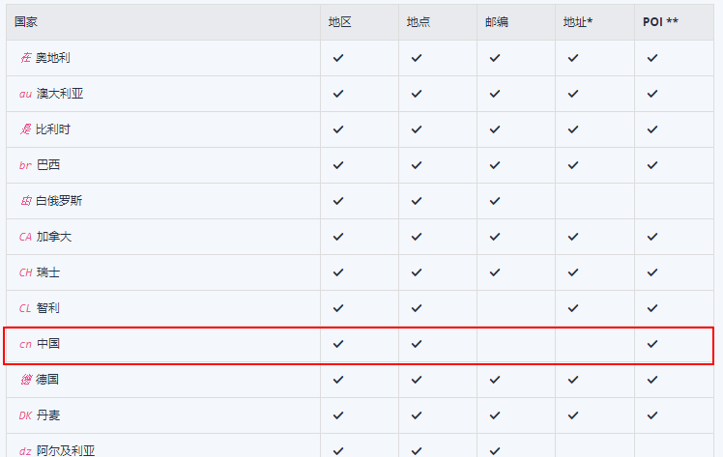 国家 地区 地点 邮编 地址* POI **
在 奥地利 ✓ ✓ ✓ ✓ ✓
au 澳大利亚 ✓ ✓ ✓ ✓ ✓
是 比利时 ✓ ✓ ✓ ✓ ✓
br 巴西 ✓ ✓ ✓ ✓ ✓
由 白俄罗斯 ✓ ✓ ✓
CA 加拿大 ✓ ✓ ✓ ✓ ✓
CH 瑞士 ✓ ✓ ✓ ✓ ✓
CL 智利 ✓ ✓ ✓ ✓
cn 中国 ✓ ✓ ✓
德国 ✓ ✓ ✓ ✓ ✓
DK 丹麦 ✓ ✓ ✓ ✓ ✓
dz 阿尔及利亚 ✓ ✓ ✓